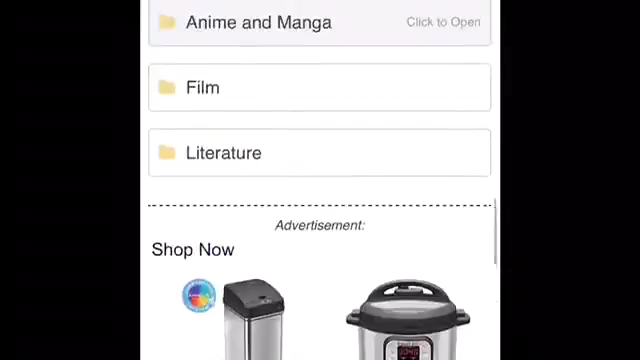 Anime and Manga Click to Open
Film
Literature
Advertisement:
Shop Now